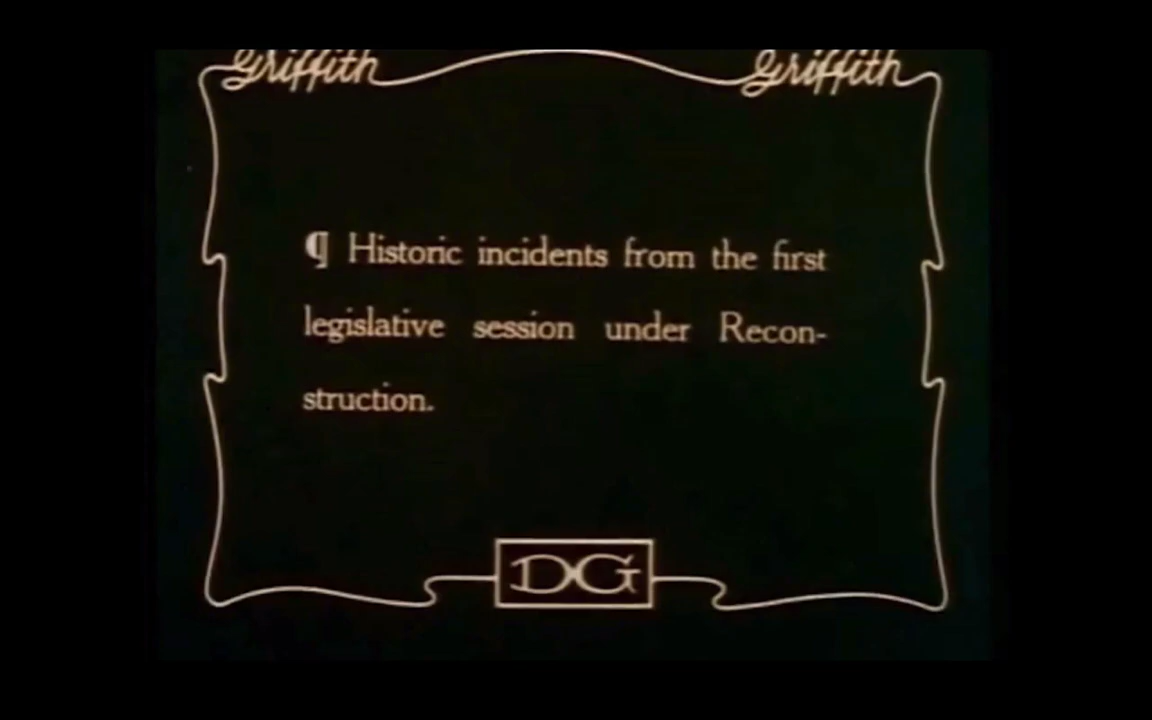 Griffith Griffith
¶ Historic incidents from the first
legislative session under Recon-
struction.
DG